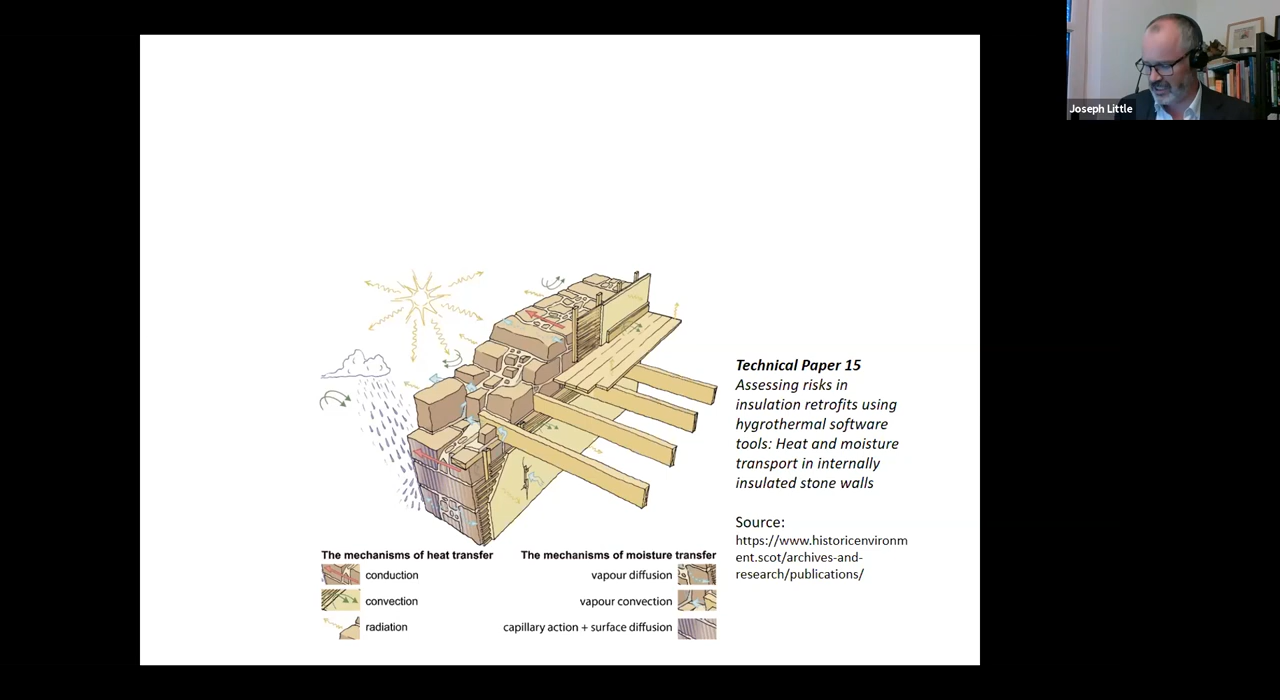 Joseph Little
Technical Paper 15
Assessing risks in
insulation retrofits using
hygrothermal software
tools: Heat and moisture
transport in internally
insulated stone walls
Source:
https://www.historicenvironm
ent.scot/archives-and-
research/publications/
The mechanisms of heat transfer
conduction
convection
radiation
The mechanisms of moisture transfer
vapour diffusion
vapour convection
capillary action + surface diffusion